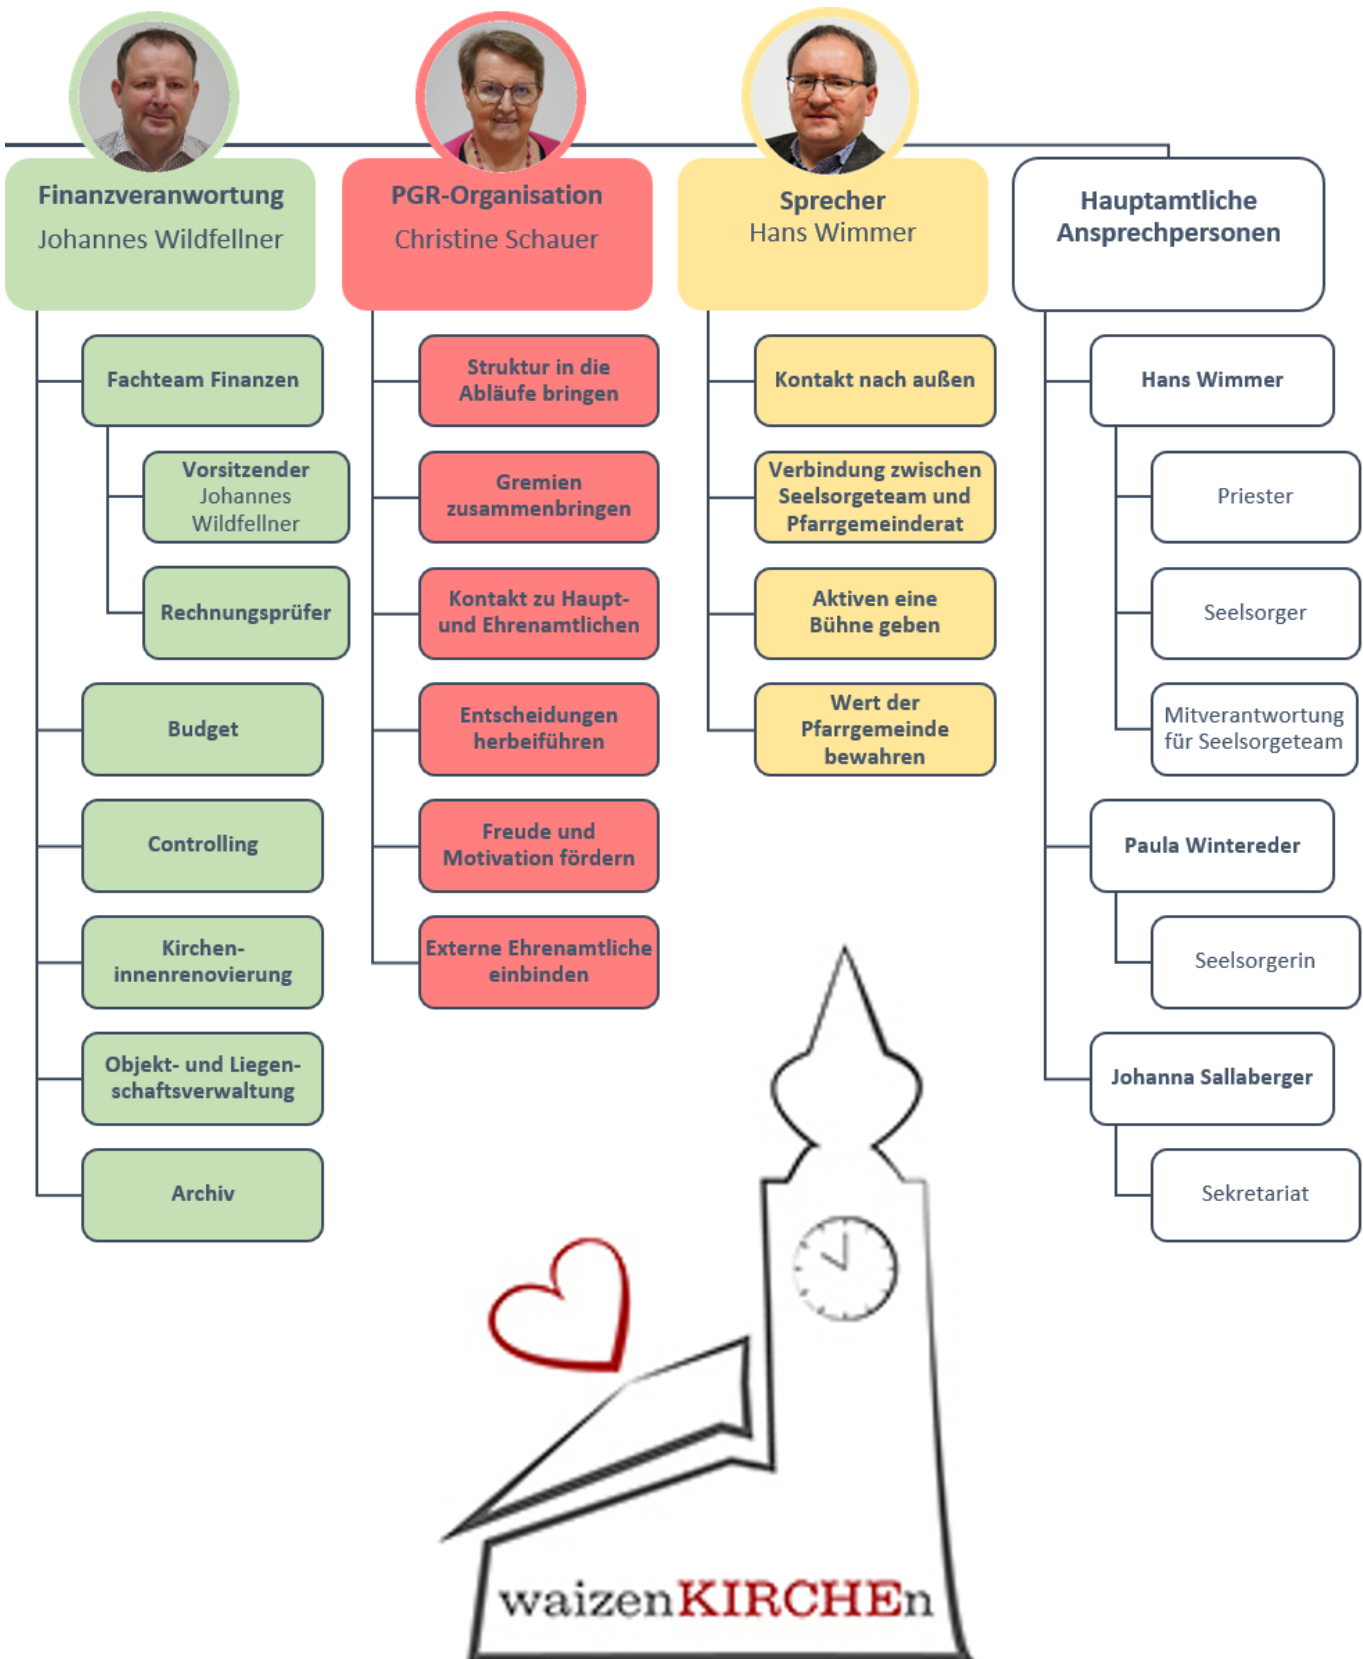 Finanzveranwortung
Johannes Wildfellner
Fachteam Finanzen
Vorsitzender
Johannes
Wildfellner
Rechnungsprüfer
Budget
Controlling
Kirchen-
innenrenovierung
Objekt- und Liegen-
schaftsverwaltung
Archiv
PGR-Organisation
Christine Schauer
Struktur in die
Abläufe bringen
Gremien
zusammenbringen
Kontakt zu Haupt-
und Ehrenamtlichen
Entscheidungen
herbeiführen
Freude und
Motivation fördern
Externe Ehrenamtliche
einbinden
Sprecher
Hans Wimmer
Kontakt nach außen
Verbindung zwischen
Seelsorgeteam und
Pfarrgemeinderat
Aktiven eine
Bühne geben
Wert der
Pfarrgemeinde
bewahren
Hauptamtliche
Ansprechpersonen
Hans Wimmer
Priester
Seelsorger
Mitverantwortung
für Seelsorgeteam
Paula Wintereder
Seelsorgerin
Johanna Sallaberger
Sekretariat
waizenKIRCHEn